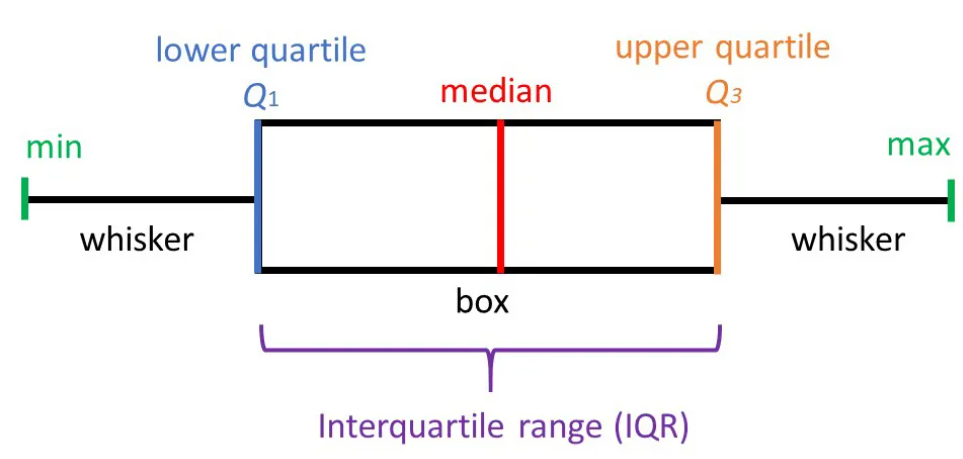 lower quartile
Q1
median
upper quartile
Q3
min
max
whisker
whisker
box
Interquartile range (IQR)